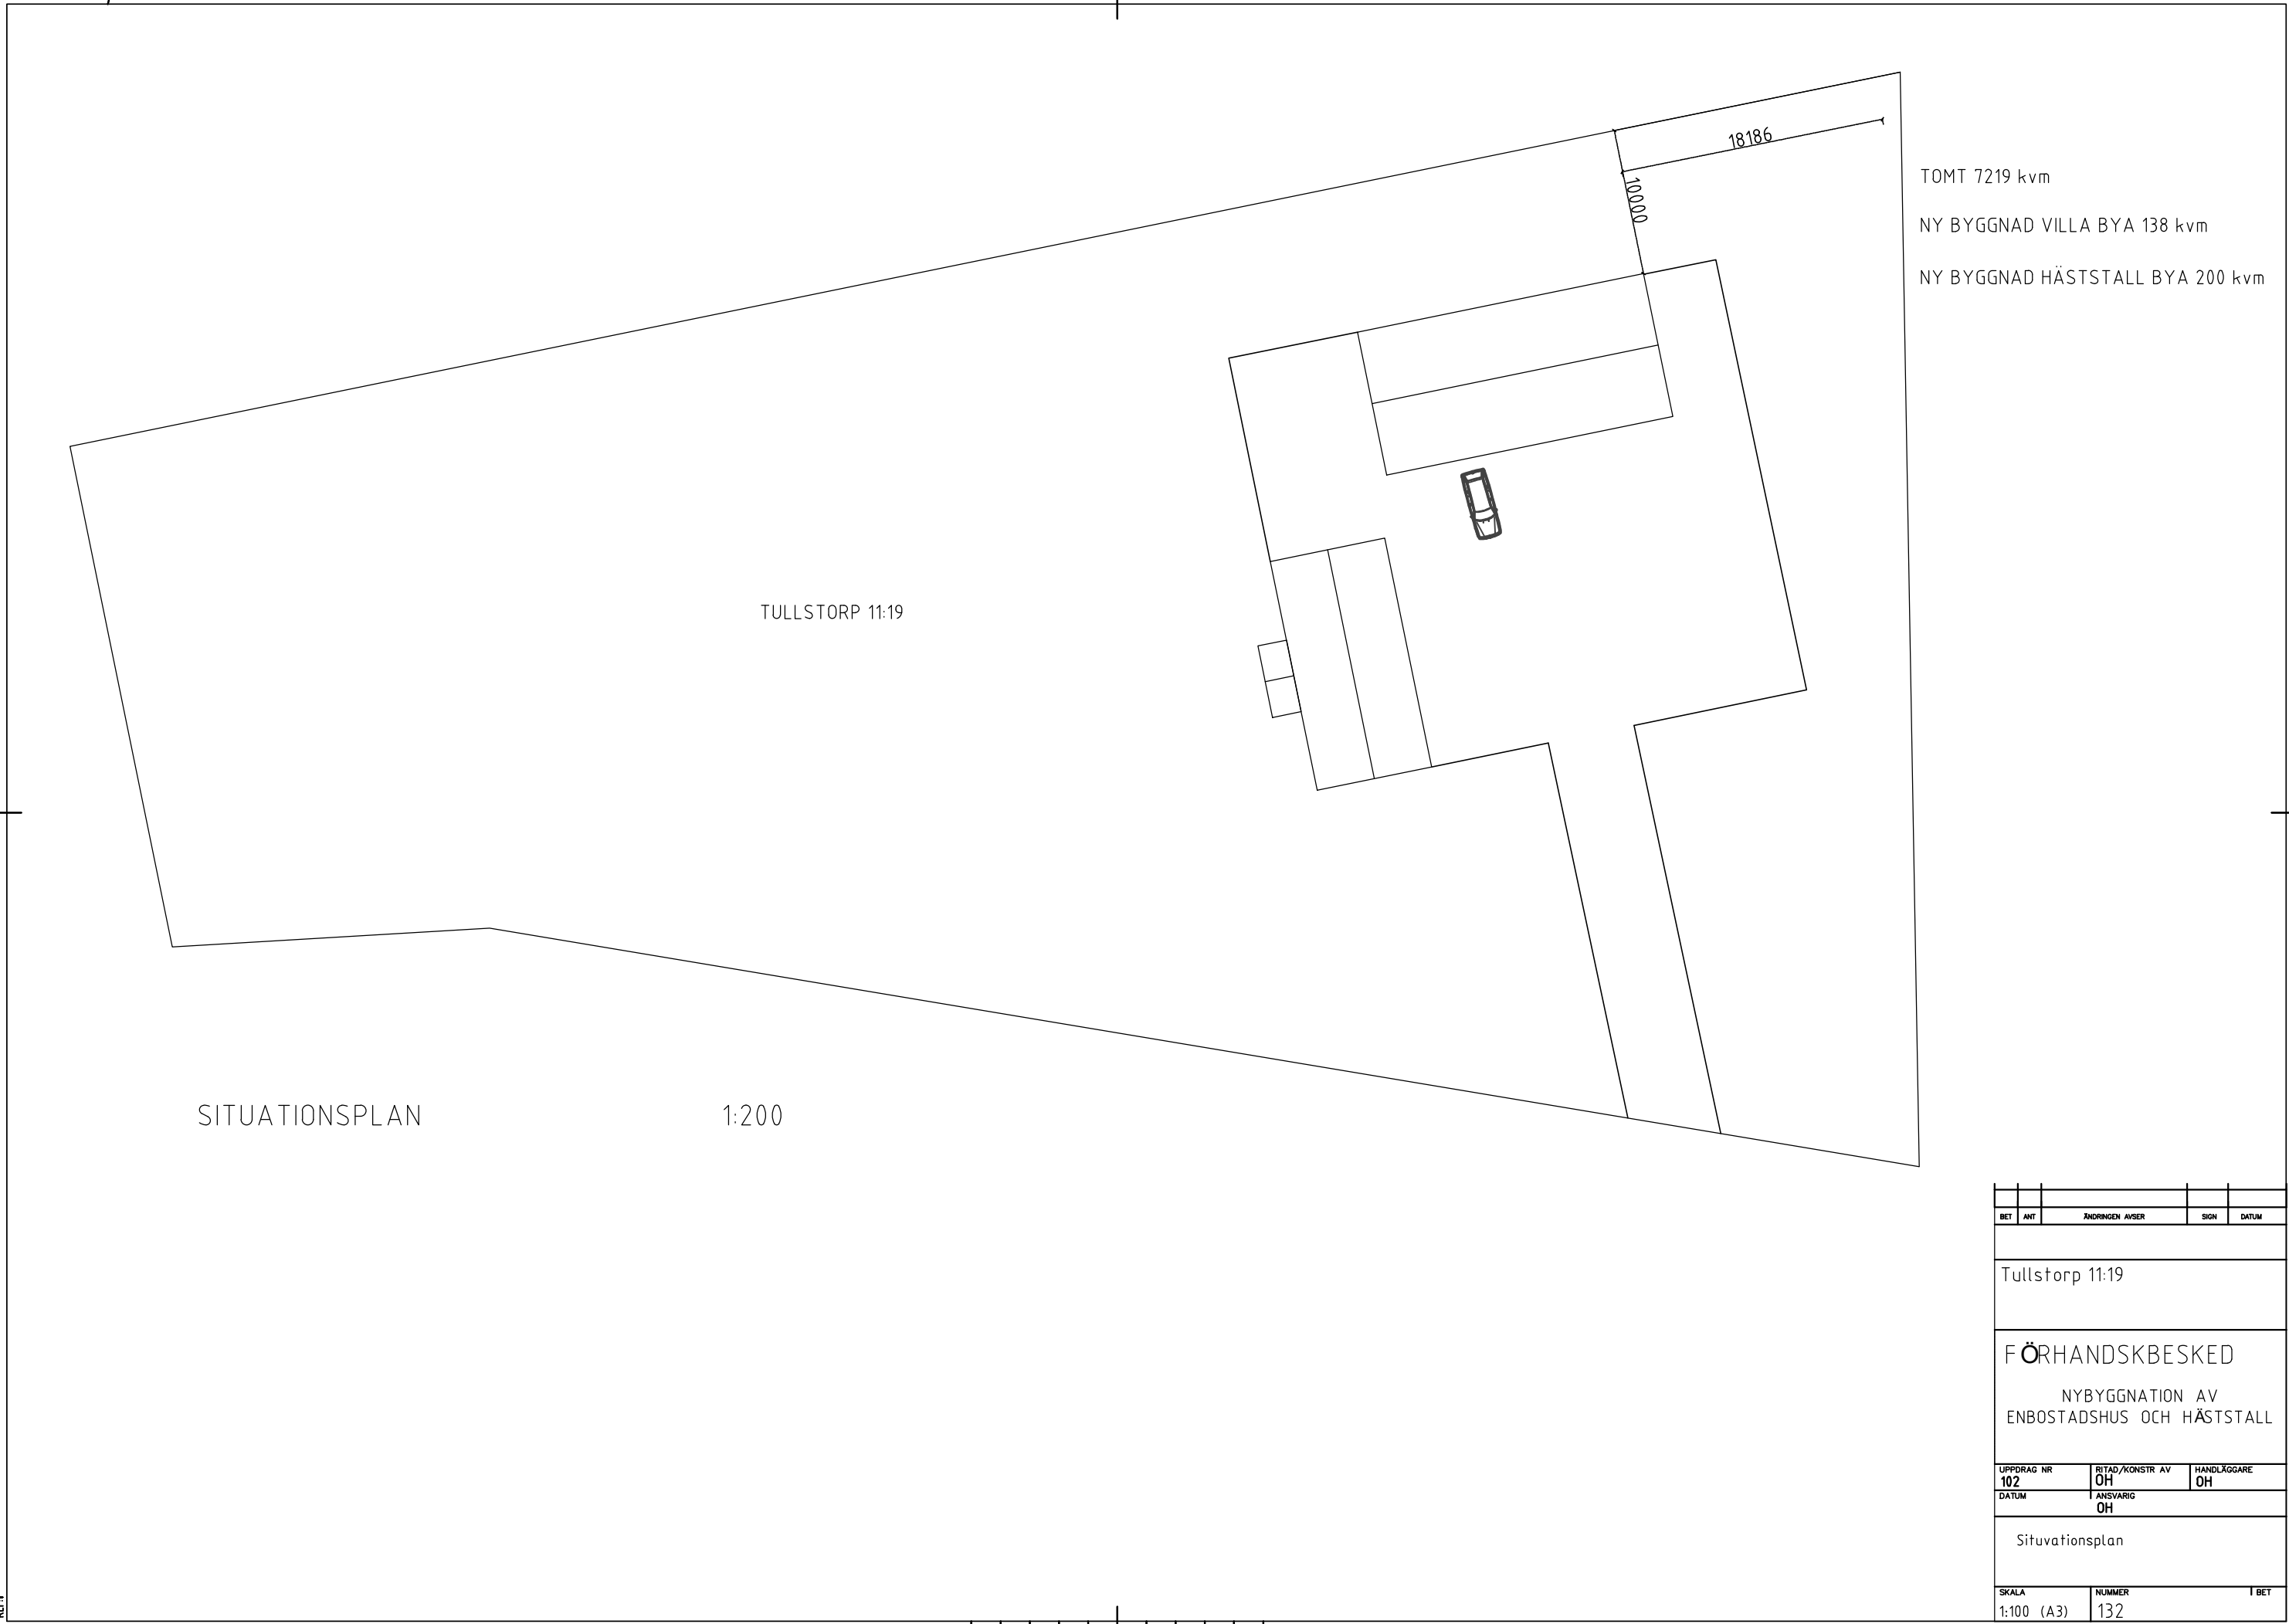 18186
10000
TOMT 7219 kvm
NY BYGGNAD VILLA BYA 138 kvm
NY BYGGNAD HÄSTSTALL BYA 200 kvm
TULLSTORP 11:19
SITUATIONSPLAN 1:200
BET ANT ÄNDRINGEN AVSER SIGN DATUM
Tullstorp 11:19
FÖRHANDSKBESKED
NYBYGGNATION AV
ENBOSTADSHUS OCH HÄSTSTALL
UPPDRAG NR RITAD/KONSTR AV HANDLÄGGARE
102 OH OH
DATUM ANSVARIG
OH
Situvationsplan
SKALA NUMMER BET
1:100 (A3) 132